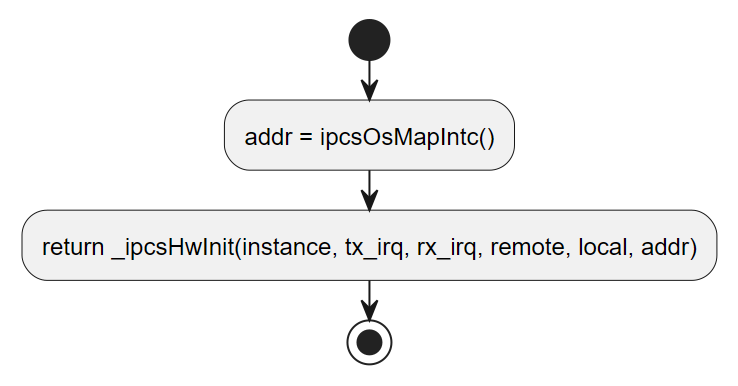 addr = ipcsOsMapIntc()
return _ipcsHwInit(instance, tx_irq, rx_irq, remote, local, addr)